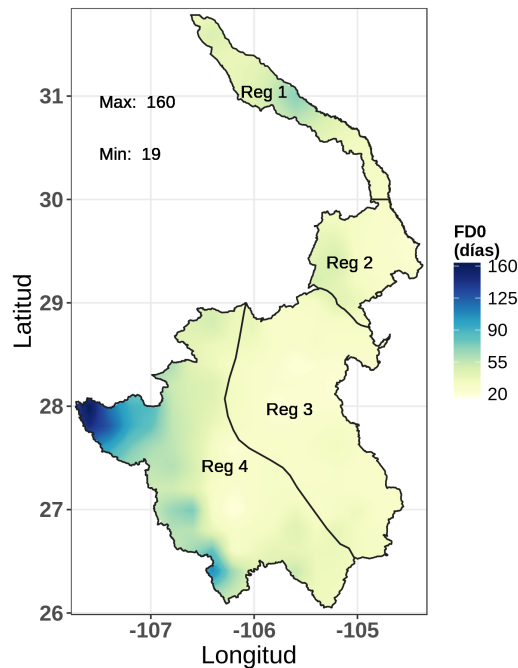 Reg 1
Max: 160
Min: 19
Reg 2
Reg 3
Reg 4
31
30
29
28
27
26
Latitud
-107
-106
-105
Longitud
FD0
(días)
160
125
90
55
20